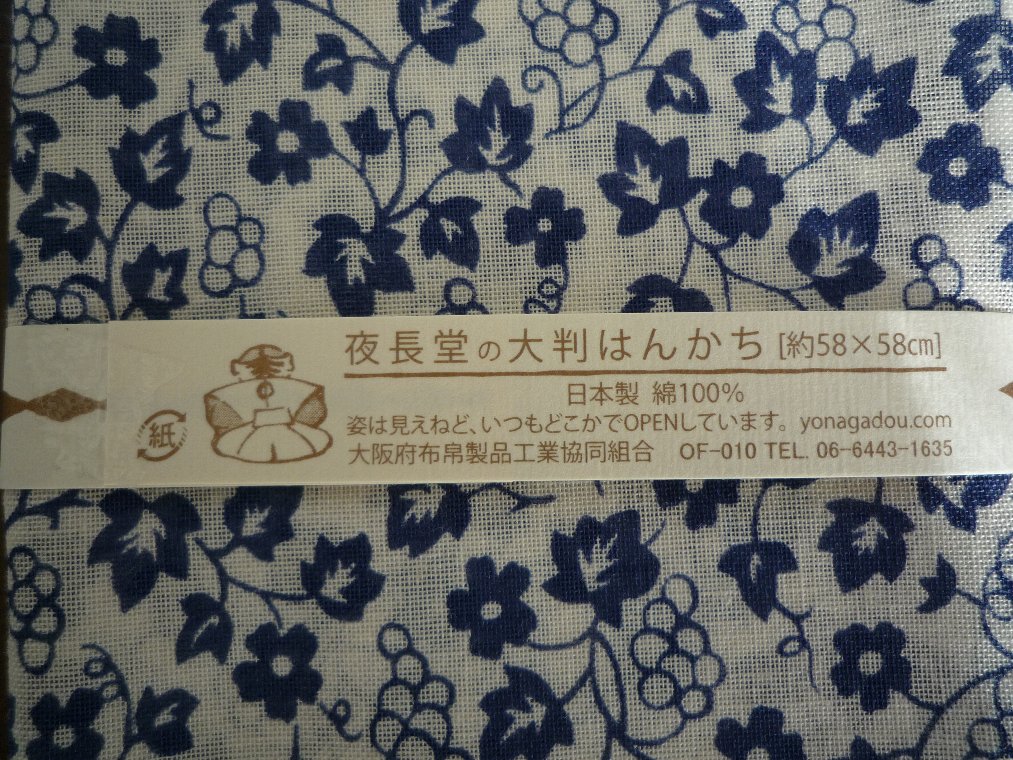 夜長堂の大判はんかち [約58×58㎝]
日本製 綿100%
姿は見えねど、いつもどこかでOPENしています。 yonagadou.com
大阪府布帛製品工業協同組合 OF-010 TEL. 06-6443-1635
紙